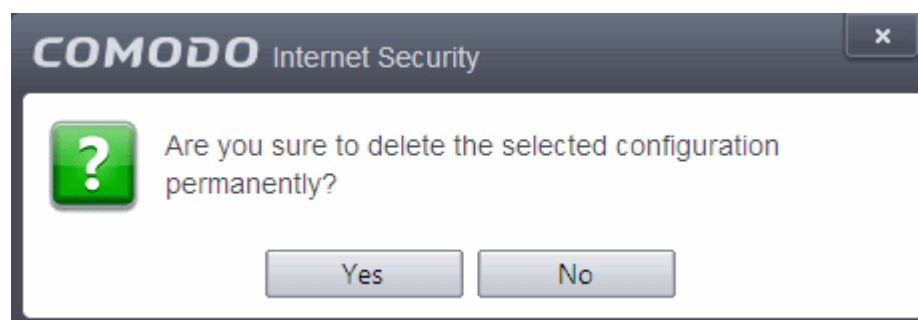 COMODO Internet Security
Are you sure to delete the selected configuration
permanently?
Yes No